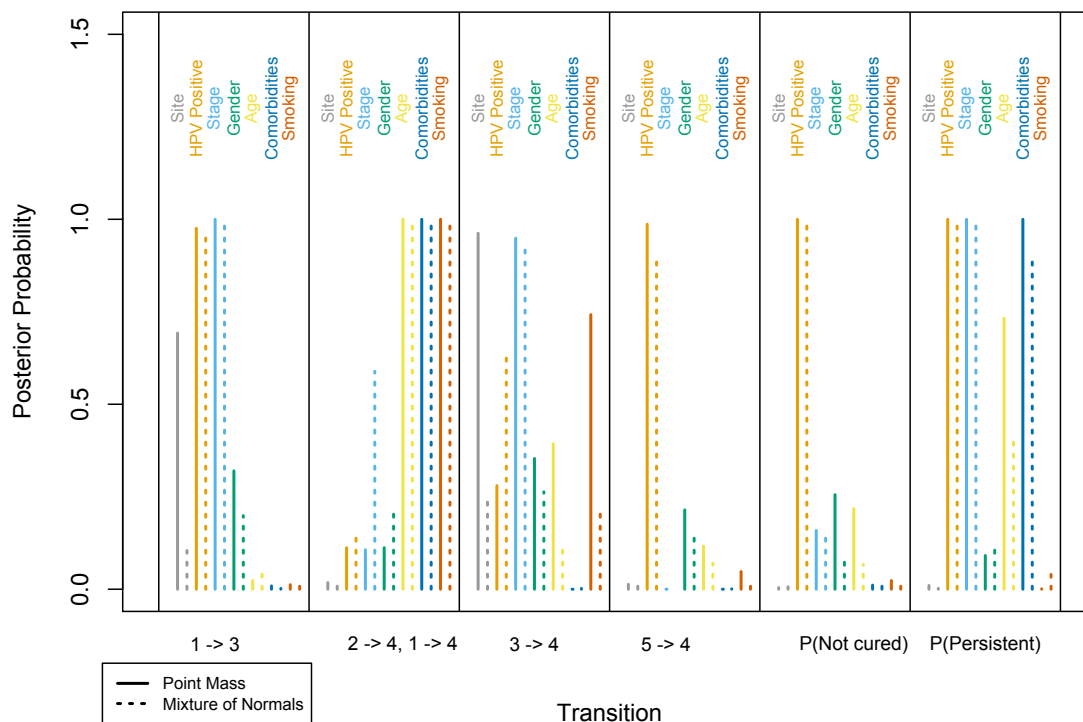 1.5
Site
HPV Positive
Stage
Gender
Age
Comorbidities
Smoking
Site
HPV Positive
Stage
Gender
Age
Comorbidities
Smoking
Site
HPV Positive
Stage
Gender
Age
Comorbidities
Smoking
Site
HPV Positive
Stage
Gender
Age
Comorbidities
Smoking
Site
HPV Positive
Stage
Gender
Age
Comorbidities
Smoking
Site
HPV Positive
Stage
Gender
Age
Comorbidities
Smoking
1.0
Posterior Probability
0.5
0.0
1 -> 3
2 -> 4, 1 -> 4
3 -> 4
5 -> 4
P(Not cured)
P(Persistent)
Point Mass
Mixture of Normals
Transition